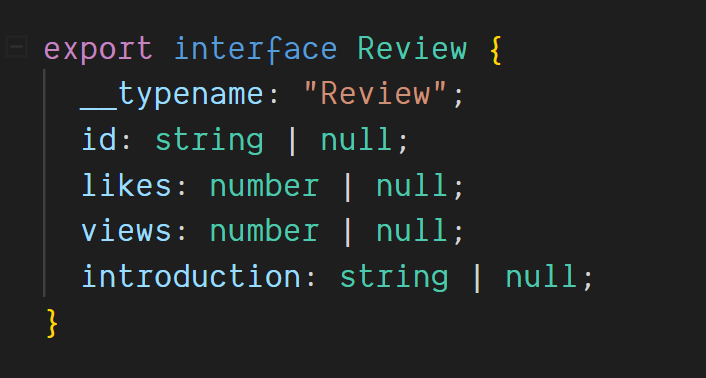 export interface Review {
__typename: "Review";
id: string | null;
likes: number | null;
views: number | null;
introduction: string | null;
}